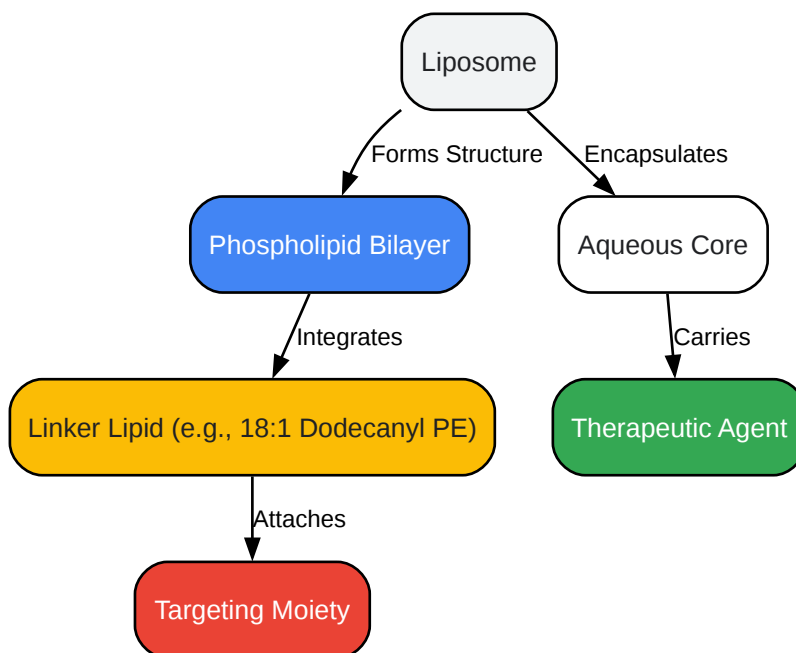 Liposome
Forms Structure
Encapsulates
Phospholipid Bilayer
Aqueous Core
Integrates
Carries
Linker Lipid (e.g., 18:1 Dodecanyl PE)
Therapeutic Agent
Attaches
Targeting Moiety